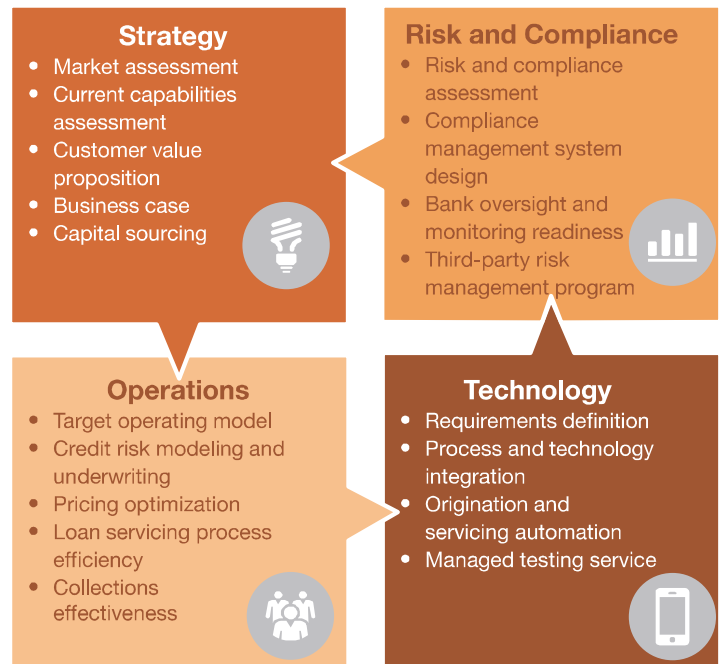 Strategy
• Market assessment
• Current capabilities
assessment
• Customer value
proposition
• Business case
• Capital sourcing
Risk and Compliance
• Risk and compliance
assessment
• Compliance
management system
design
• Bank oversight and
monitoring readiness
• Third-party risk
management program
Operations
• Target operating model
• Credit risk modeling and
underwriting
• Pricing optimization
• Loan servicing process
efficiency
• Collections
effectiveness
Technology
• Requirements definition
• Process and technology
integration
• Origination and
servicing automation
• Managed testing service